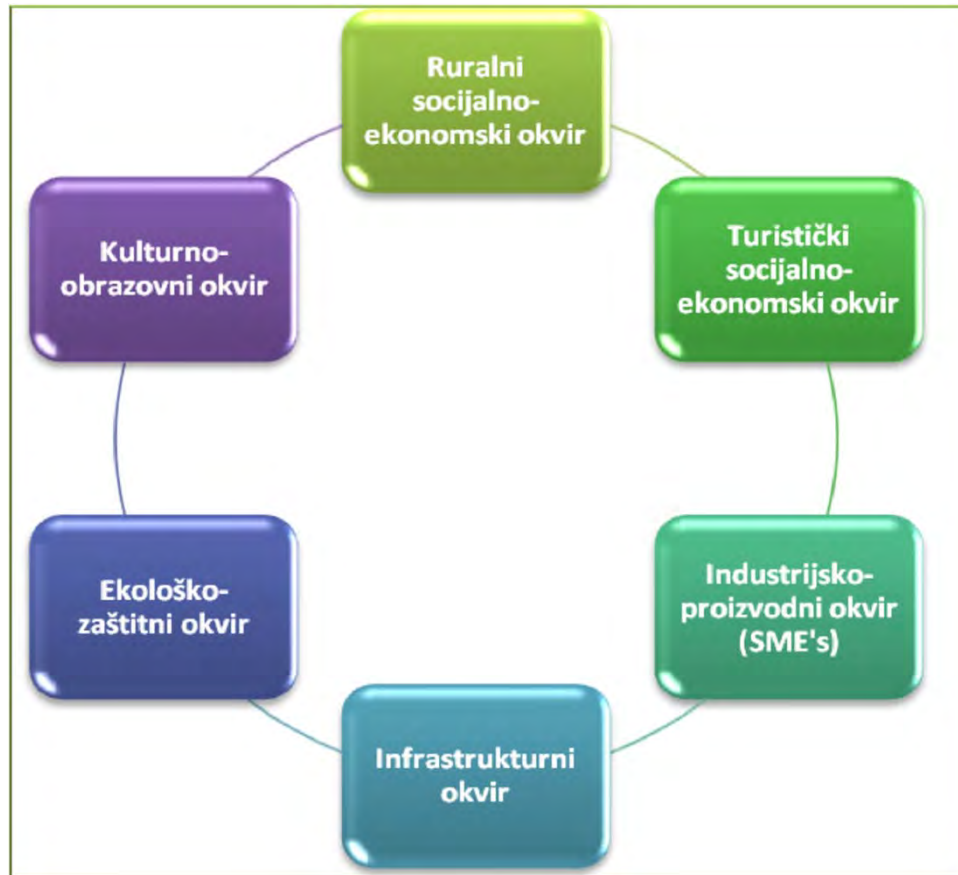 Ruralni
socijalno-
ekonomski okvir
Turistički
socijalno-
ekonomski okvir
Industrijsko-
proizvodni okvir
(SME's)
Infrastrukturni
okvir
Ekološko-
zaštitni okvir
Kulturno-
obrazovni okvir